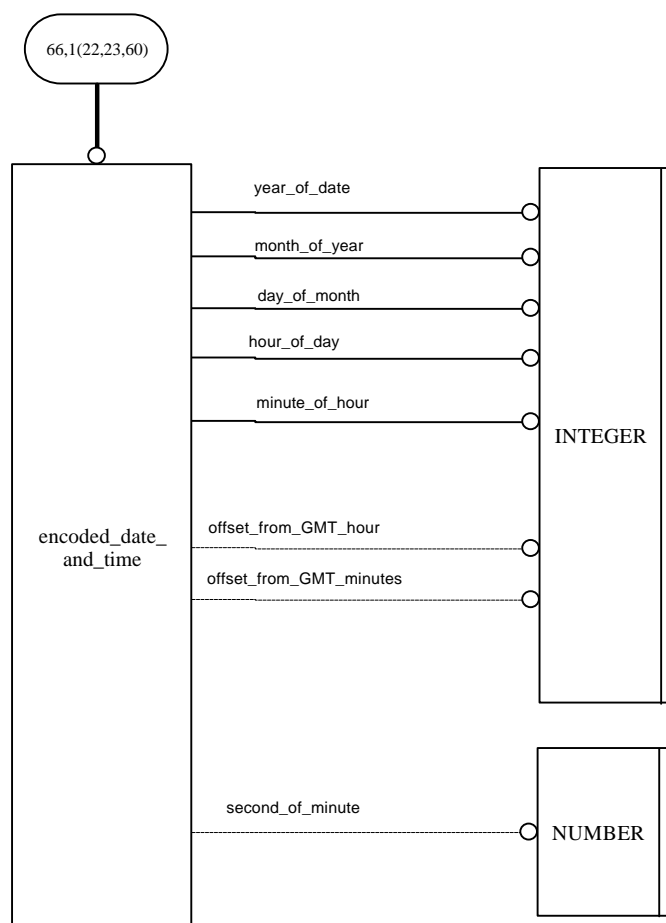 66,1(22,23,60)
year_of_date
month_of_year
day_of_month
hour_of_day
minute_of_hour
INTEGER
offset_from_GMT_hour
encoded_date_
and_time
offset_from_GMT_minutes
second_of_minute
NUMBER